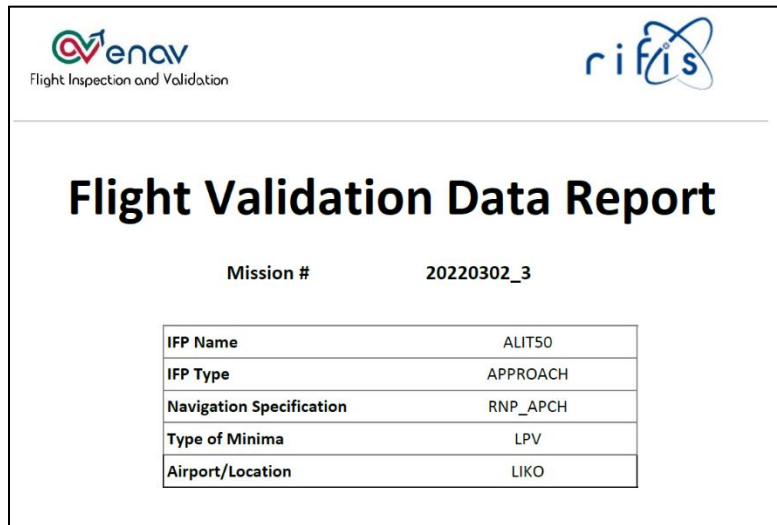 enav
Flight Inspection and Validation
rifis
Flight Validation Data Report
Mission # 20220302_3
IFP Name ALIT50
IFP Type APPROACH
Navigation Specification RNP_APCH
Type of Minima LPV
Airport/Location LIKO